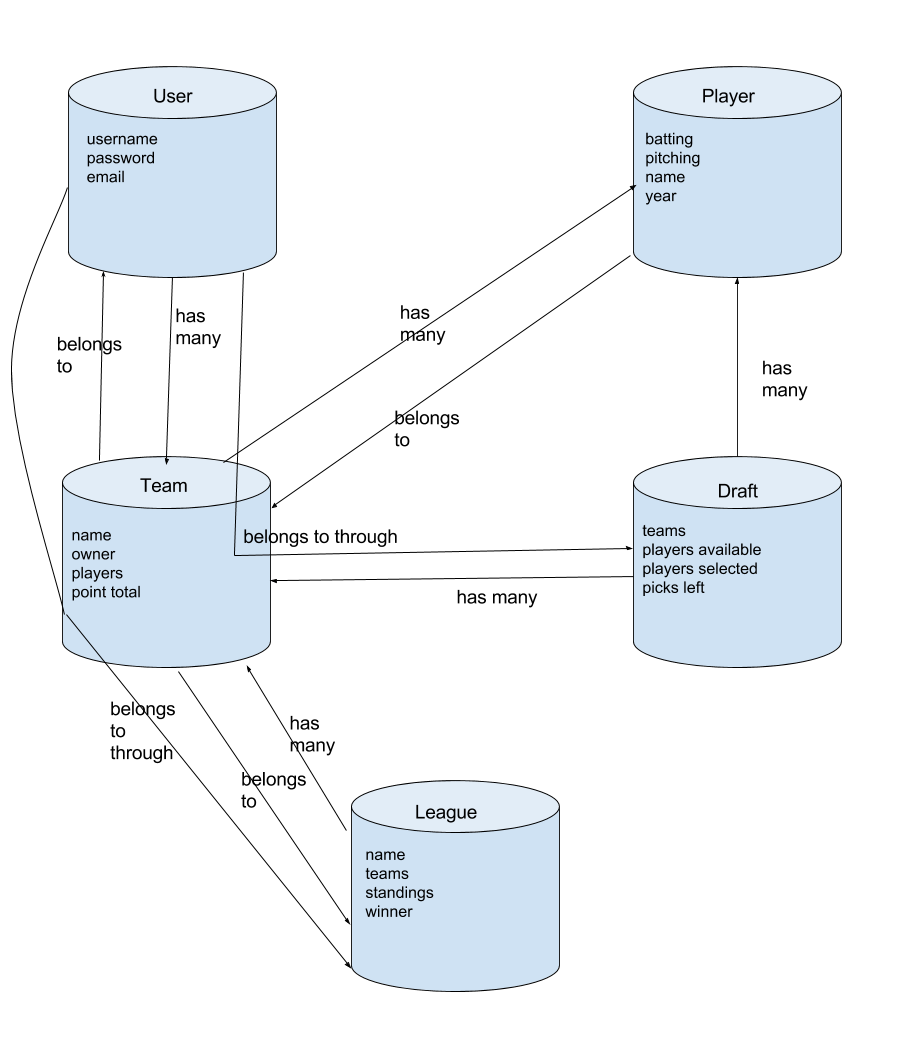 User
username
password
email
Player
batting
pitching
name
year
belongs
to
has
many
has
many
belongs
to
has
many
Team
name
owner
players
point total
belongs to through
has many
Draft
teams
players available
players selected
picks left
belongs
to
through
has
many
belongs
to
League
name
teams
standings
winner